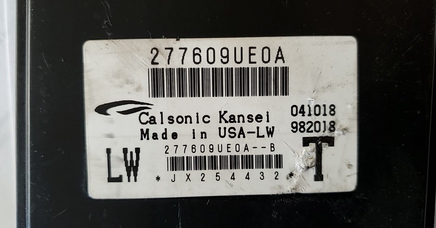 277609UE0A
Calsonic Kansei 041018
Made in USA-LW 982018
277609UE0A--B
LW T
*JX254432*